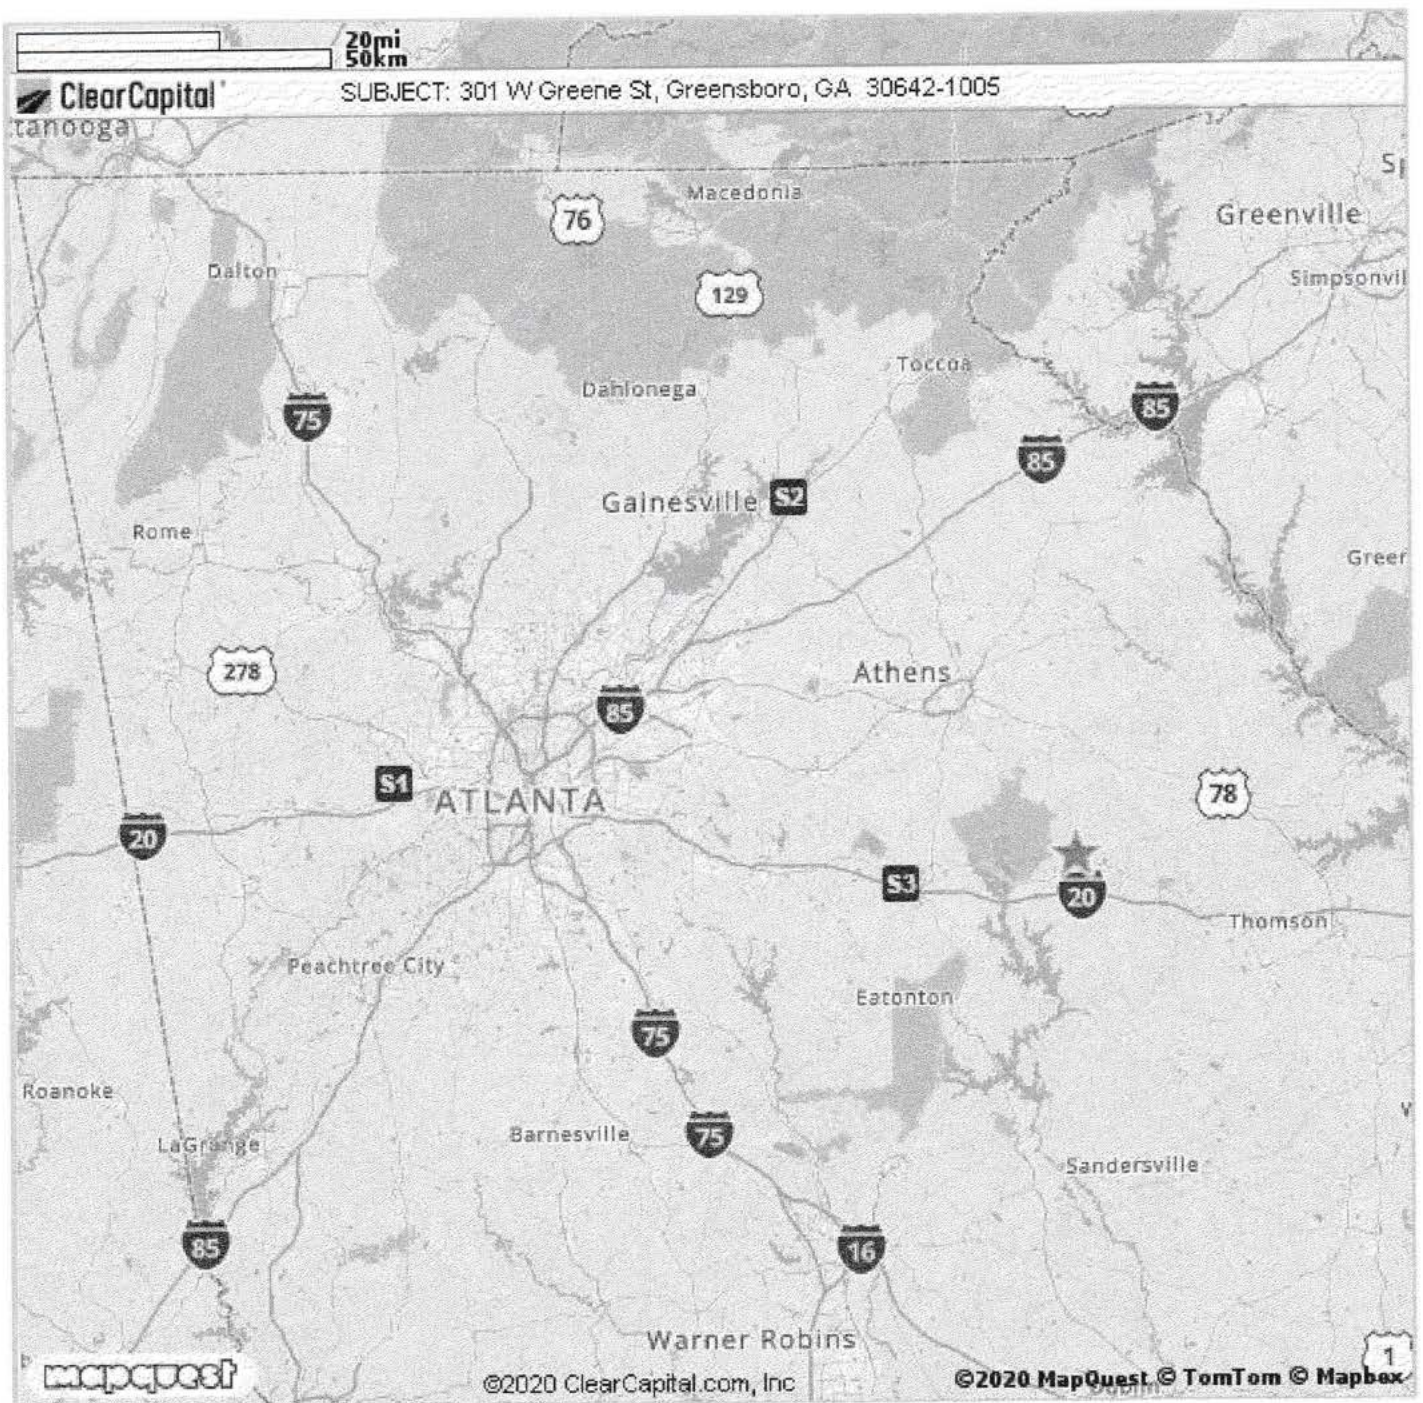 20mi
50km
ClearCapital
SUBJECT: 301 W Greene St, Greensboro, GA 30642-1005
tanooga
Macedonia
76
Greenville
Dalton
129
Simpsonvil
Toccoa
Dahlonega
75
85
85
Gainesville
S2
Rome
Greer
278
Athens
85
S1
ATLANTA
78
20
S3
20
Thomson
Peachtree City
Eatonton
75
Roanoke
LaGrange
Barnesville
75
Sandersville
85
16
Warner Robins
1
mapquest
©2020 ClearCapital.com, Inc
©2020 MapQuest © TomTom © Mapbox